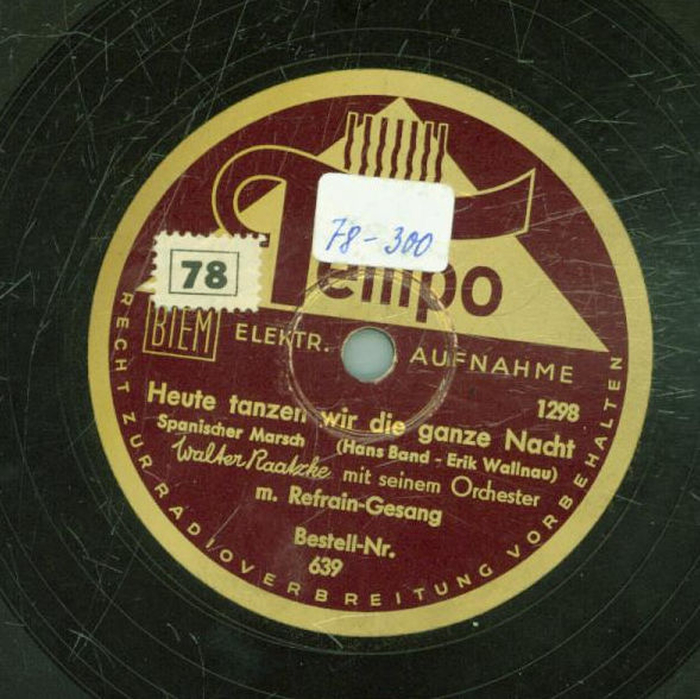 78-300
78
Tempo
BIEM
ELEKTR. AUFNAHME
1298
Heute tanzen wir die ganze Nacht
Spanischer Marsch (Hans Band - Erik Wallnau)
Walter Raatzke mit seinem Orchester
m. Refrain-Gesang
Bestell-Nr.
639
RECHT ZUR RADIOVERBREITUNG VORBEHALTEN